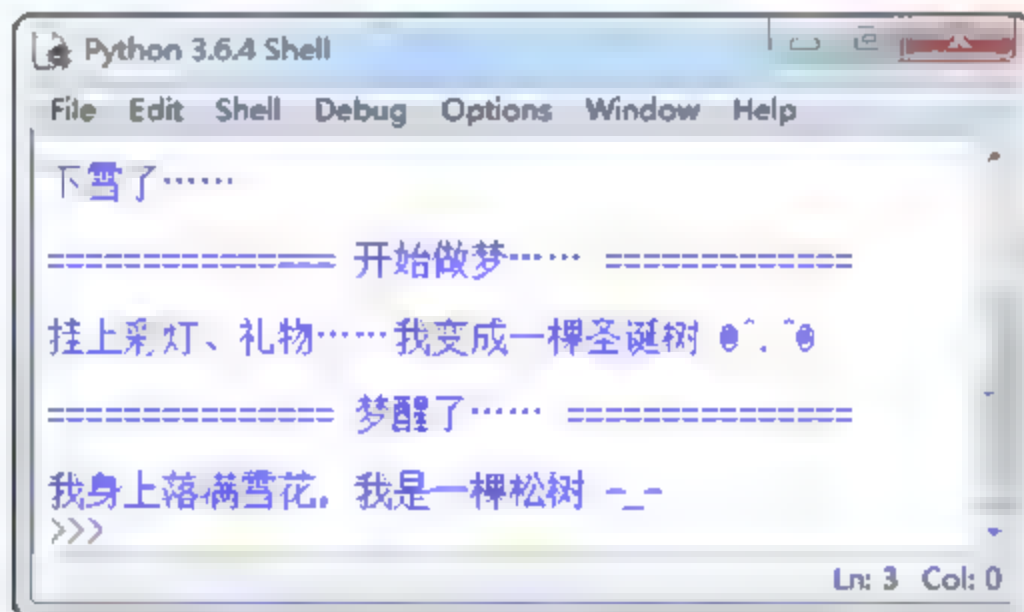 Python 3.6.4 Shell
File Edit Shell Debug Options Window Help
下雪了……
=============== 开始做梦…… =============
挂上彩灯、礼物……我变成一棵圣诞树 @^.^@
=============== 梦醒了…… ===============
我身上落满雪花,我是一棵松树 -_-
>>>
Ln: 3 Col: 0